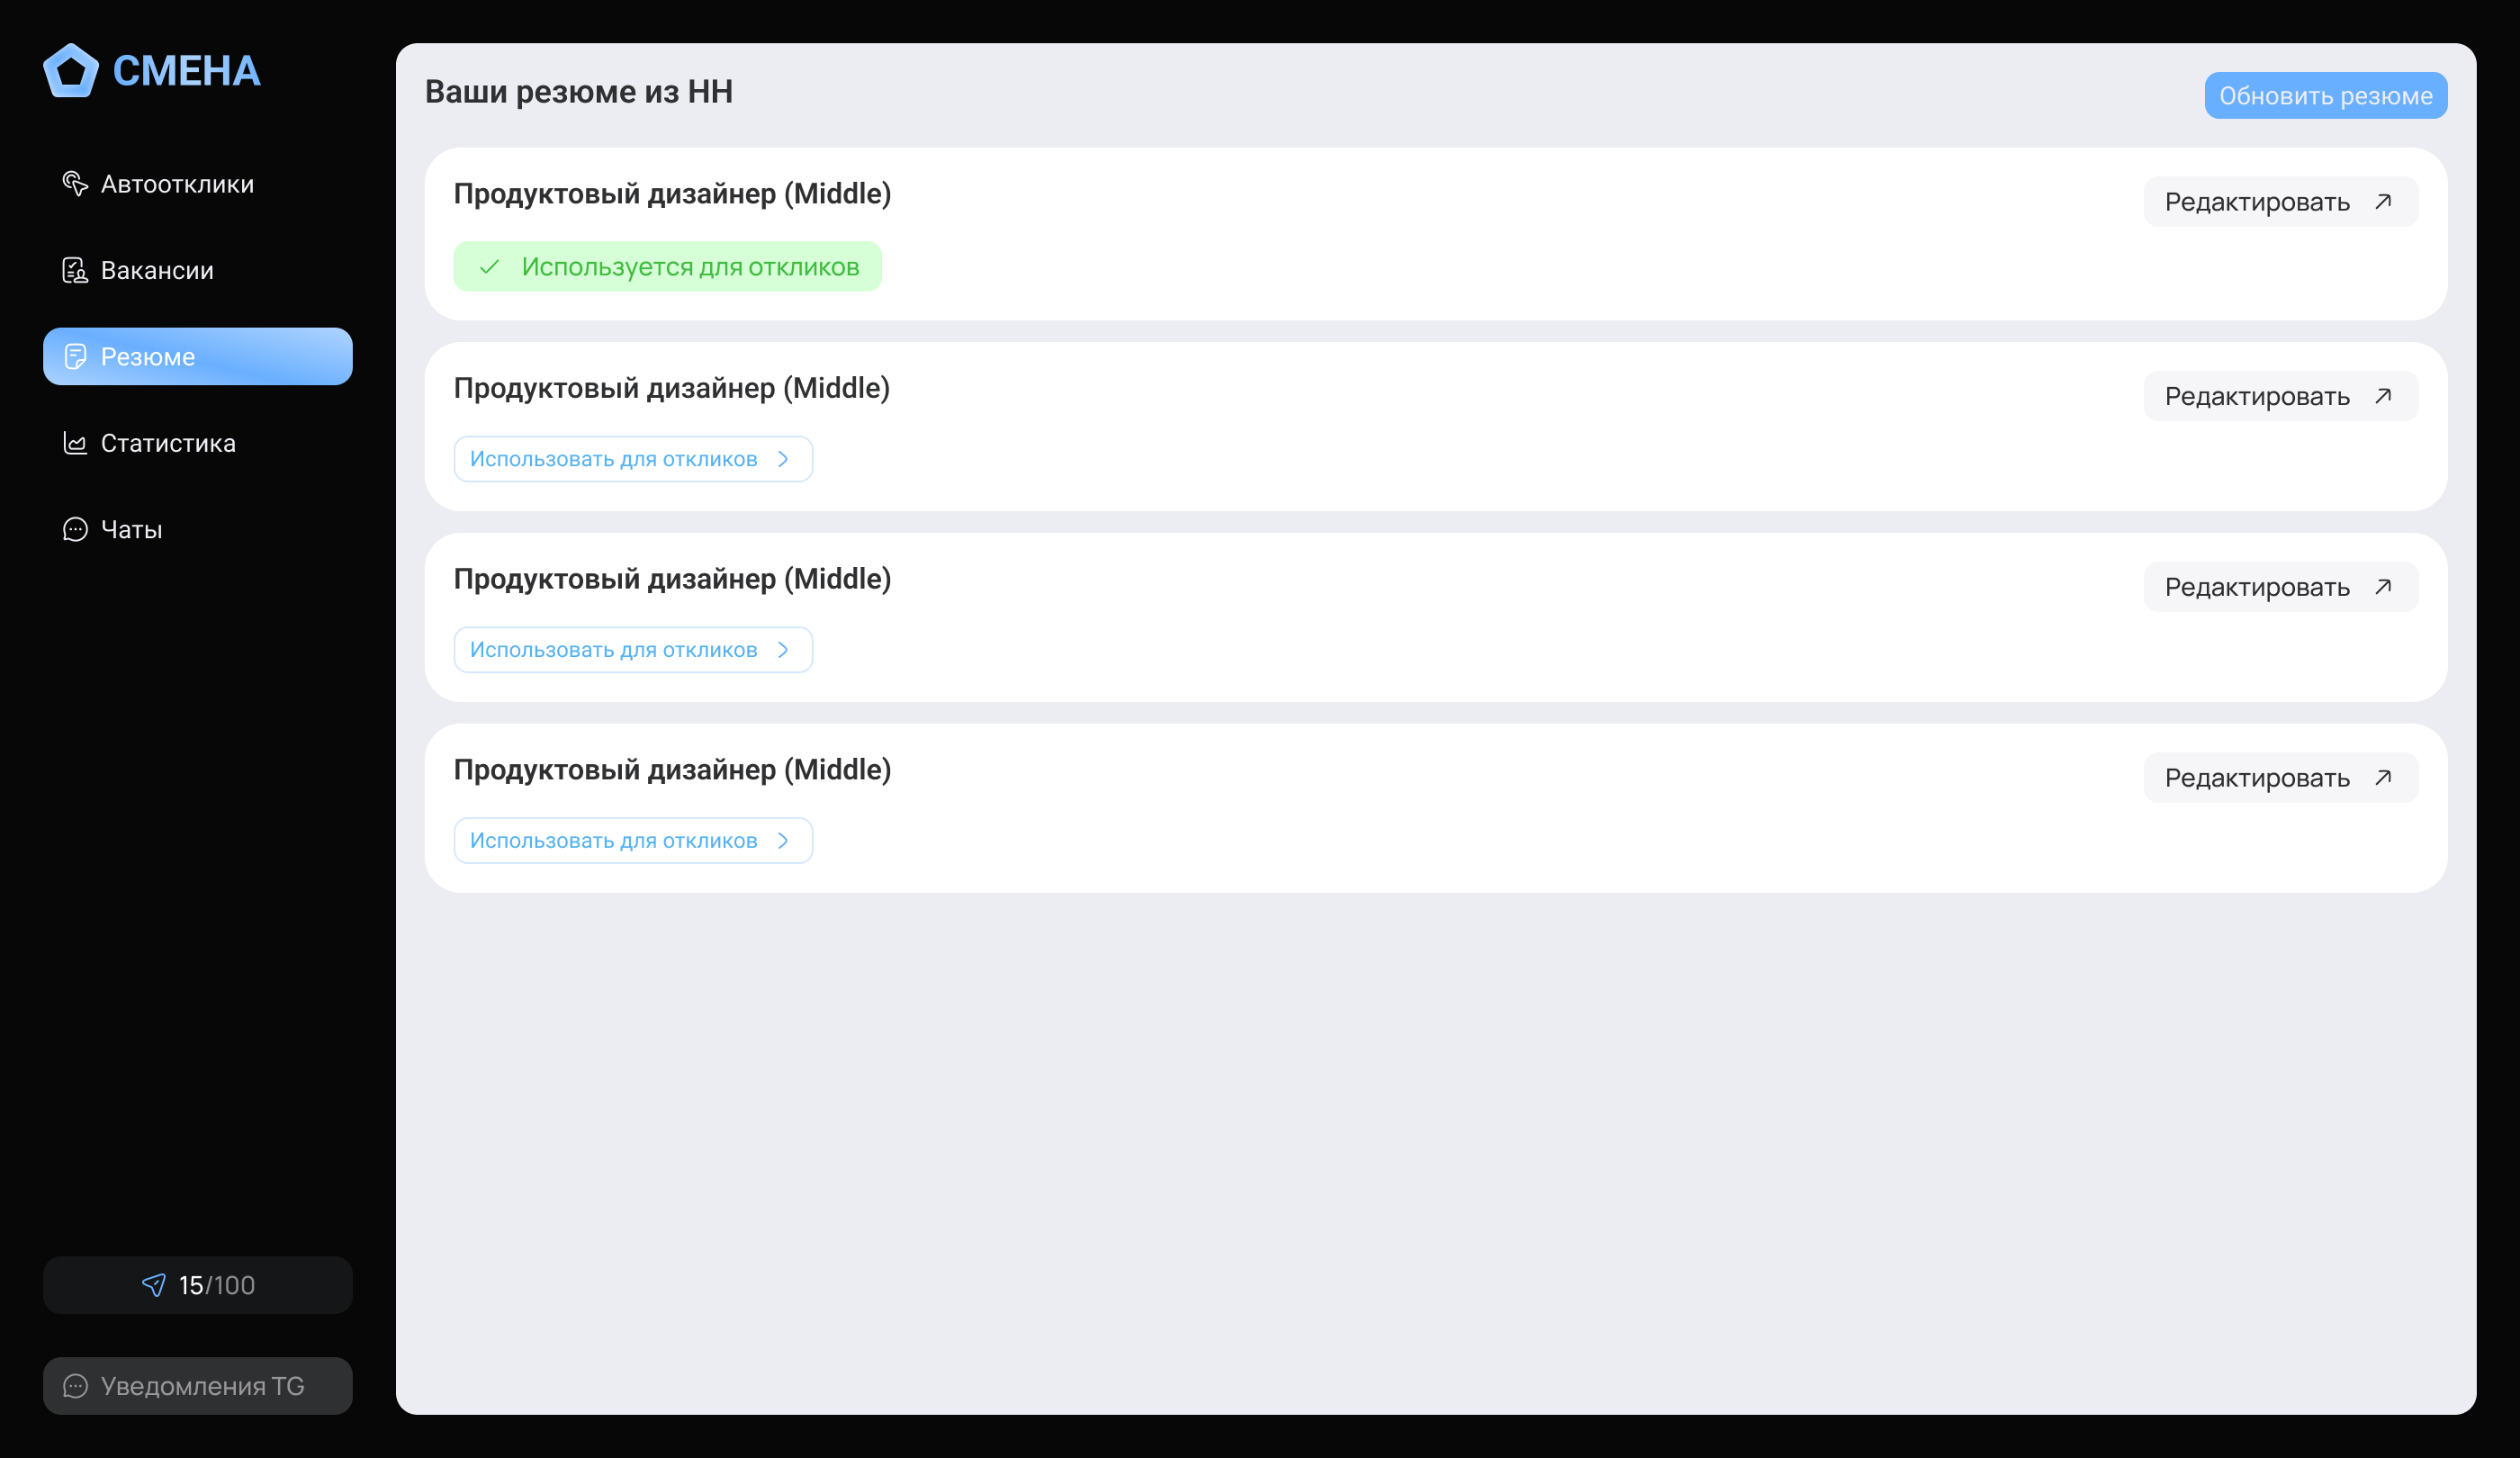 СМЕНА
Автоотклики
Вакансии
Резюме
Статистика
Чаты
15/100
Уведомления TG
Ваши резюме из HH
Обновить резюме
Продуктовый дизайнер (Middle)
Редактировать
Используется для откликов
Продуктовый дизайнер (Middle)
Редактировать
Использовать для откликов
Продуктовый дизайнер (Middle)
Редактировать
Использовать для откликов
Продуктовый дизайнер (Middle)
Редактировать
Использовать для откликов